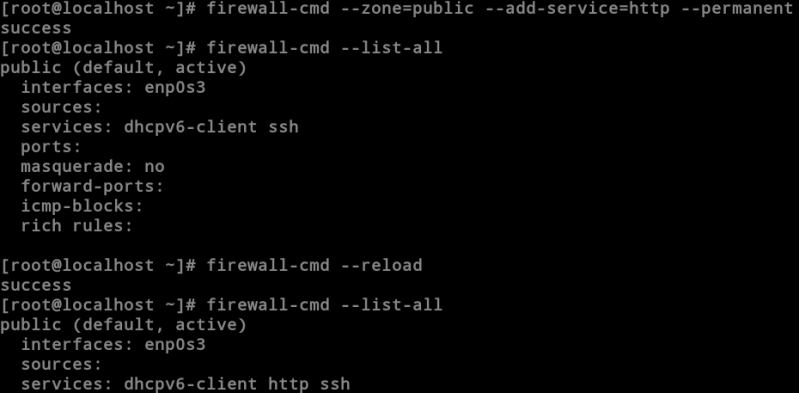 [root@localhost ~]# firewall-cmd --zone=public --add-service=http --permanent
success
[root@localhost ~]# firewall-cmd --list-all
public (default, active)
  interfaces: enp0s3
  sources:
  services: dhcpv6-client ssh
  ports:
  masquerade: no
  forward-ports:
  icmp-blocks:
  rich rules:

[root@localhost ~]# firewall-cmd --reload
success
[root@localhost ~]# firewall-cmd --list-all
public (default, active)
  interfaces: enp0s3
  sources:
  services: dhcpv6-client http ssh